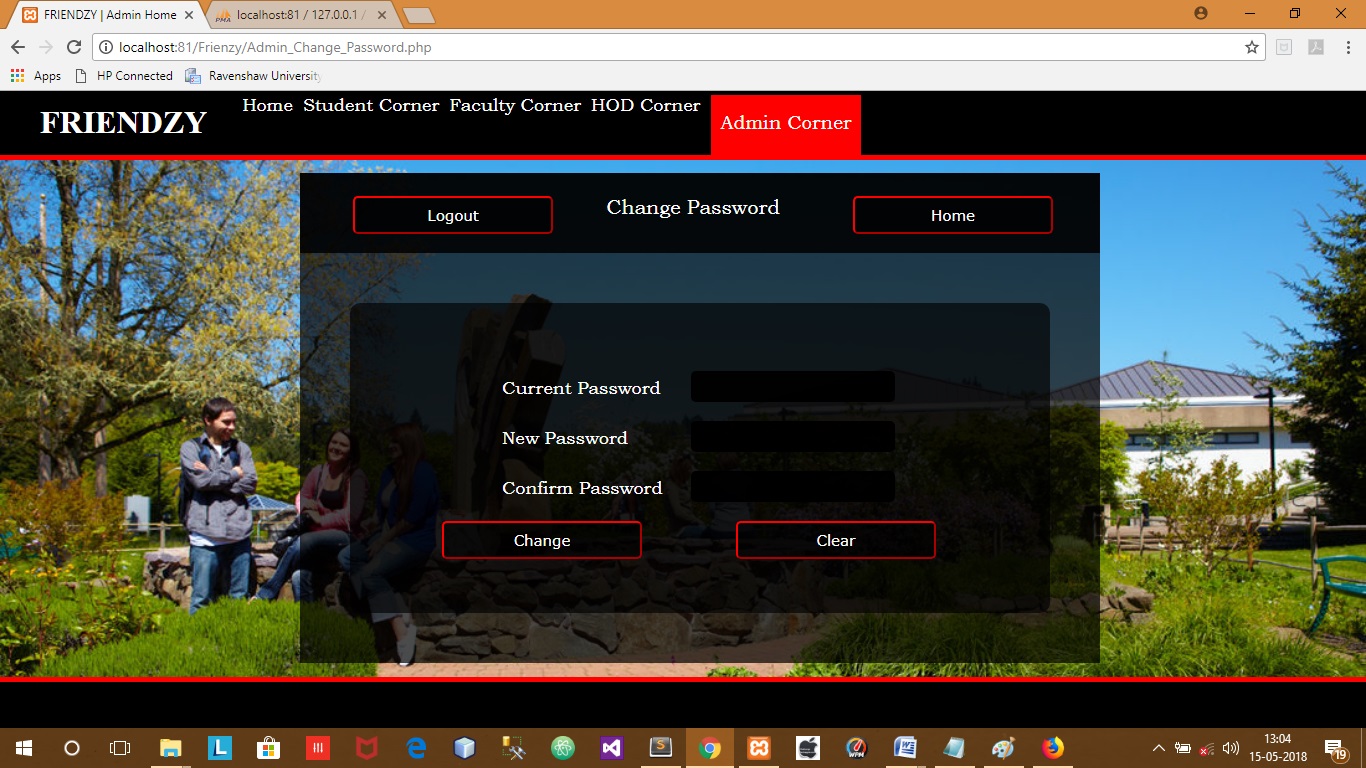 FRIENDZY | Admin Home
localhost:81 / 127.0.0.1 /
localhost:81/Frienzy/Admin_Change_Password.php
Apps HP Connected Ravenshaw University
FRIENDZY
Home Student Corner Faculty Corner HOD Corner Admin Corner
Logout Change Password Home
Current Password
New Password
Confirm Password
Change Clear
13:04
15-05-2018
19